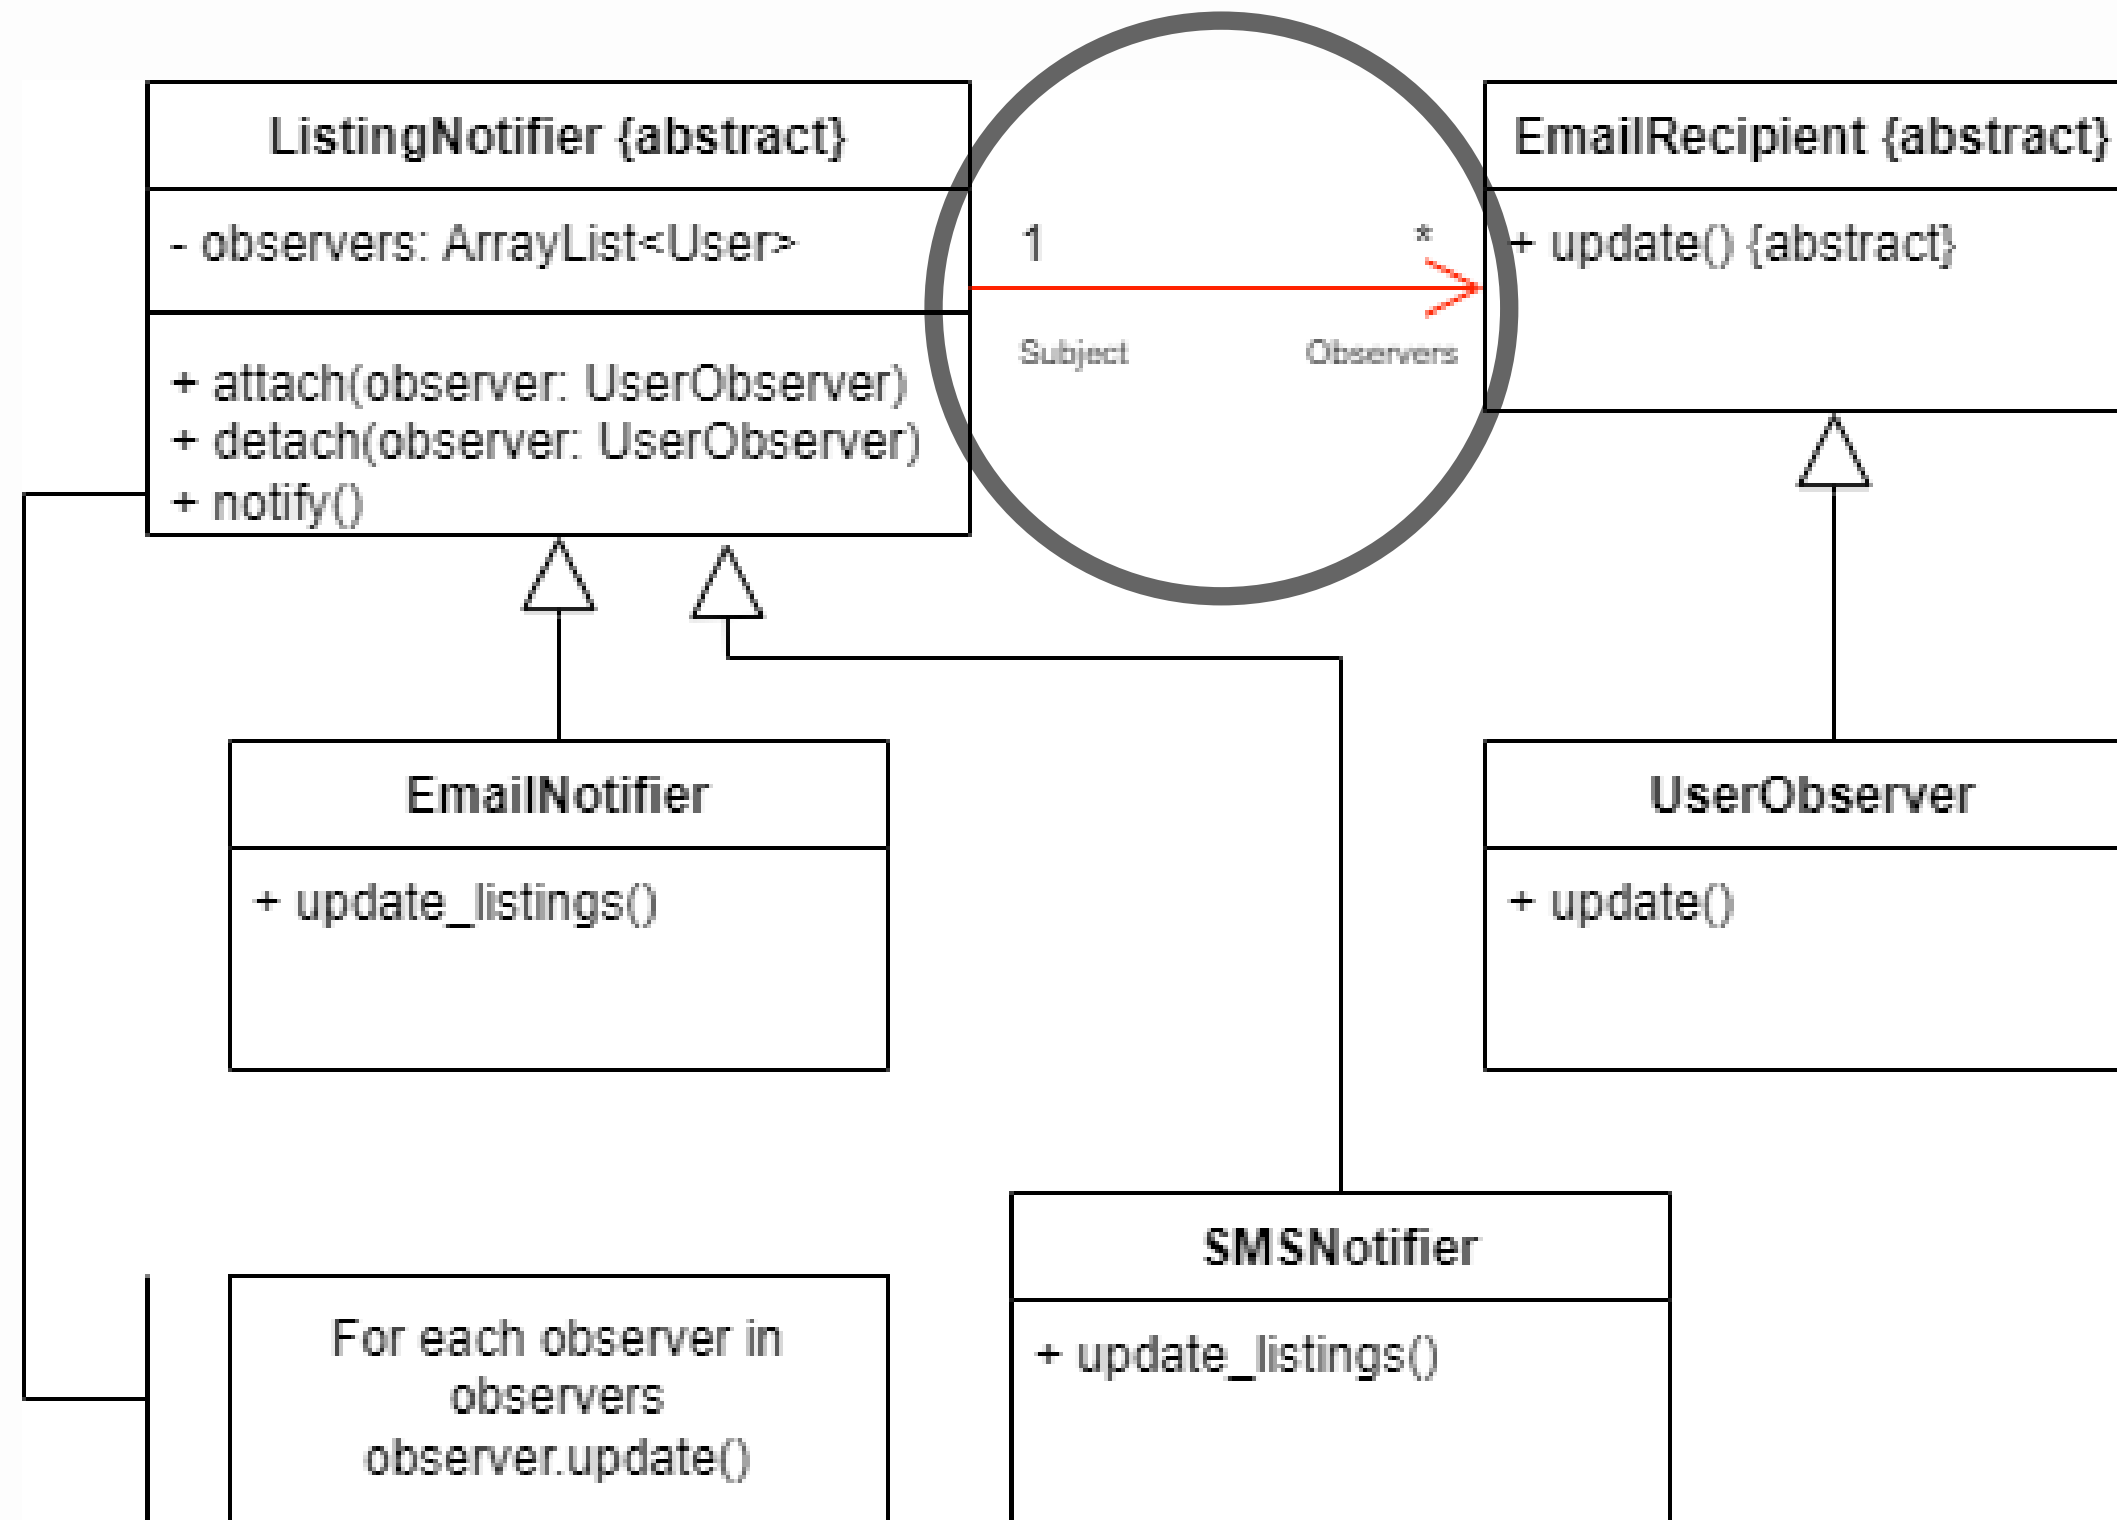 ListingNotifier {abstract}
- observers: ArrayList<User>
+ attach(observer: UserObserver)
+ detach(observer: UserObserver)
+ notify()
1
*
Subject
Observers
EmailRecipient {abstract}
+ update() {abstract}
EmailNotifier
+ update_listings()
UserObserver
+ update()
For each observer in
observers
observer.update()
SMSNotifier
+ update_listings()